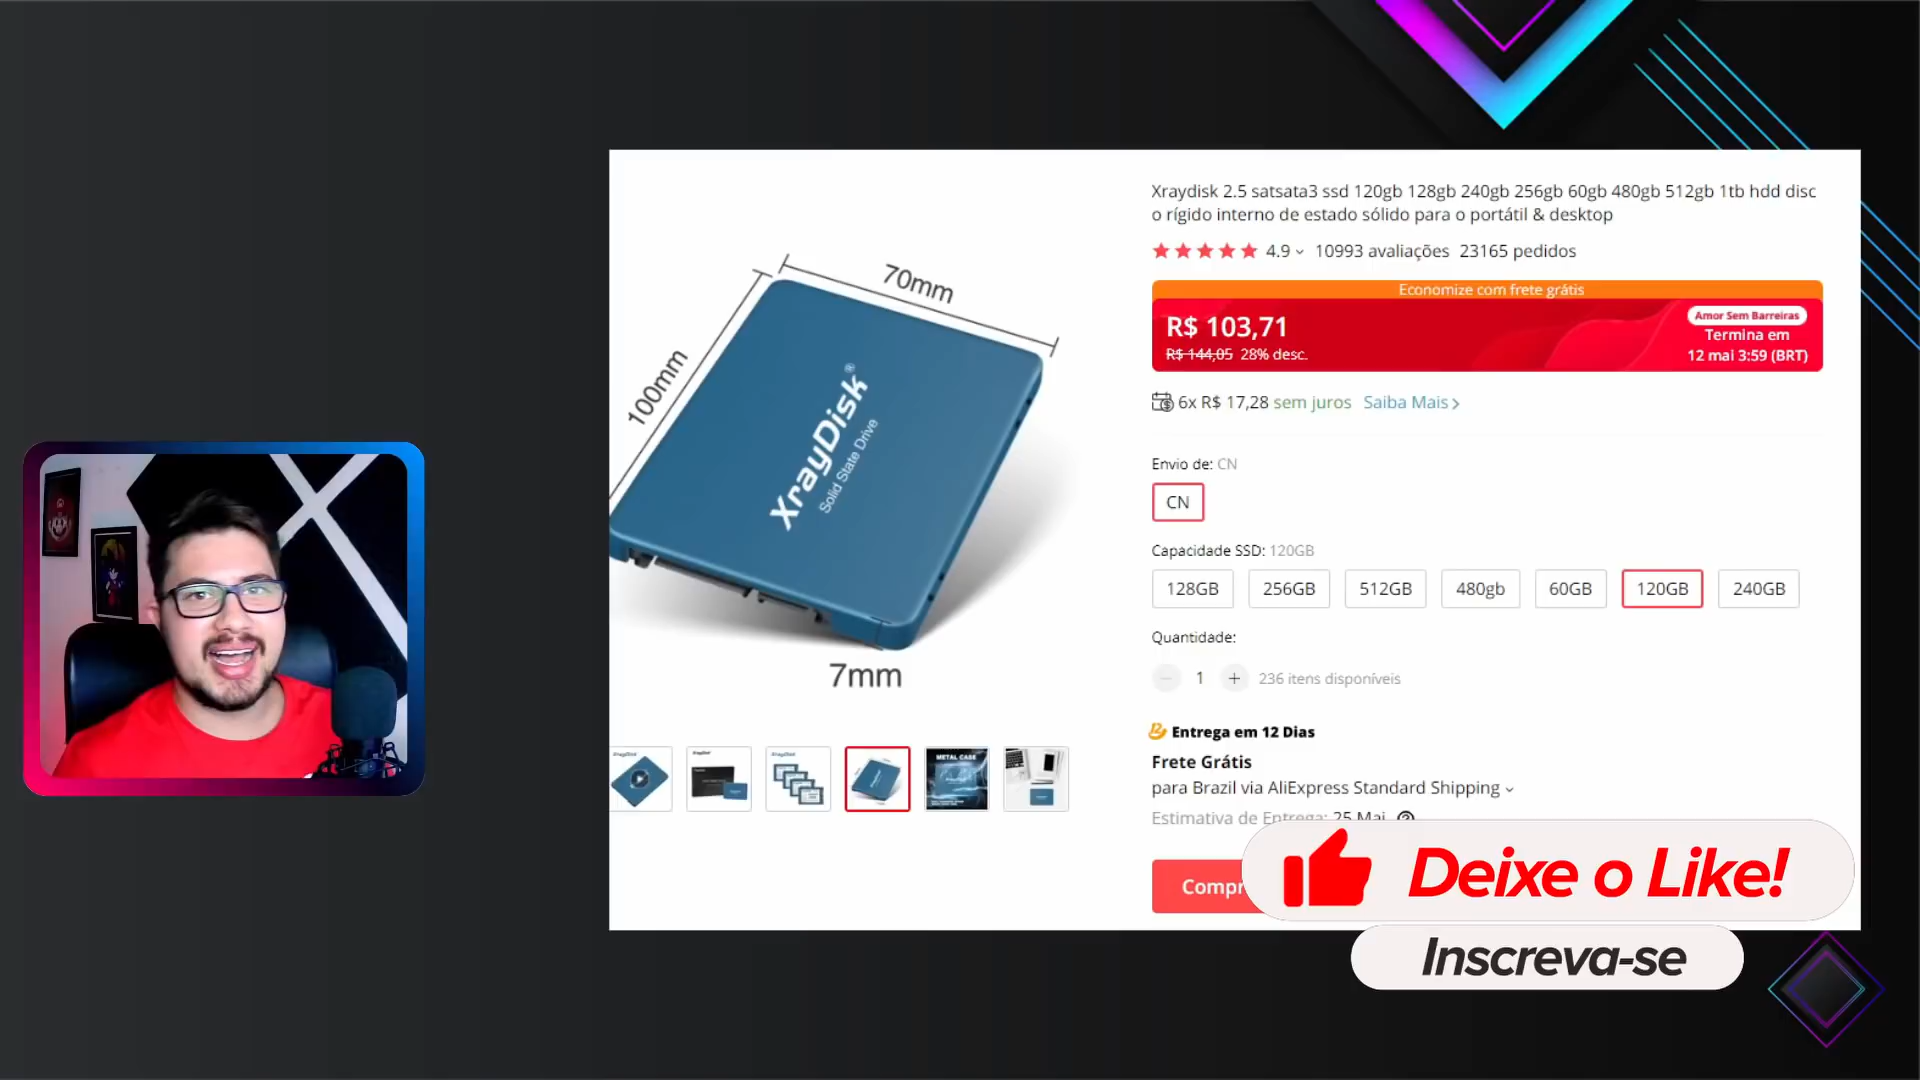 Xraydisk 2.5 satsata3 ssd 120gb 128gb 240gb 256gb 60gb 480gb 512gb 1tb hdd disc
o rígido interno de estado sólido para o portátil & desktop
4.9 10993 avaliações 23165 pedidos
Economize com frete grátis
R$ 103,71
R$ 144,05 28% desc.
Amor Sem Barreiras
Termina em
12 mai 3:59 (BRT)
6x R$ 17,28 sem juros Saiba Mais
Envio de: CN
CN
Capacidade SSD: 120GB
128GB 256GB 512GB 480gb 60GB 120GB 240GB
Quantidade:
1 236 itens disponíveis
Entrega em 12 Dias
Frete Grátis
para Brazil via AliExpress Standard Shipping
Estimativa de Entrega: 25 Mai
Compr
Deixe o Like!
Inscreva-se
70mm
100mm
XrayDisk®
Solid State Drive
7mm
METAL CASE